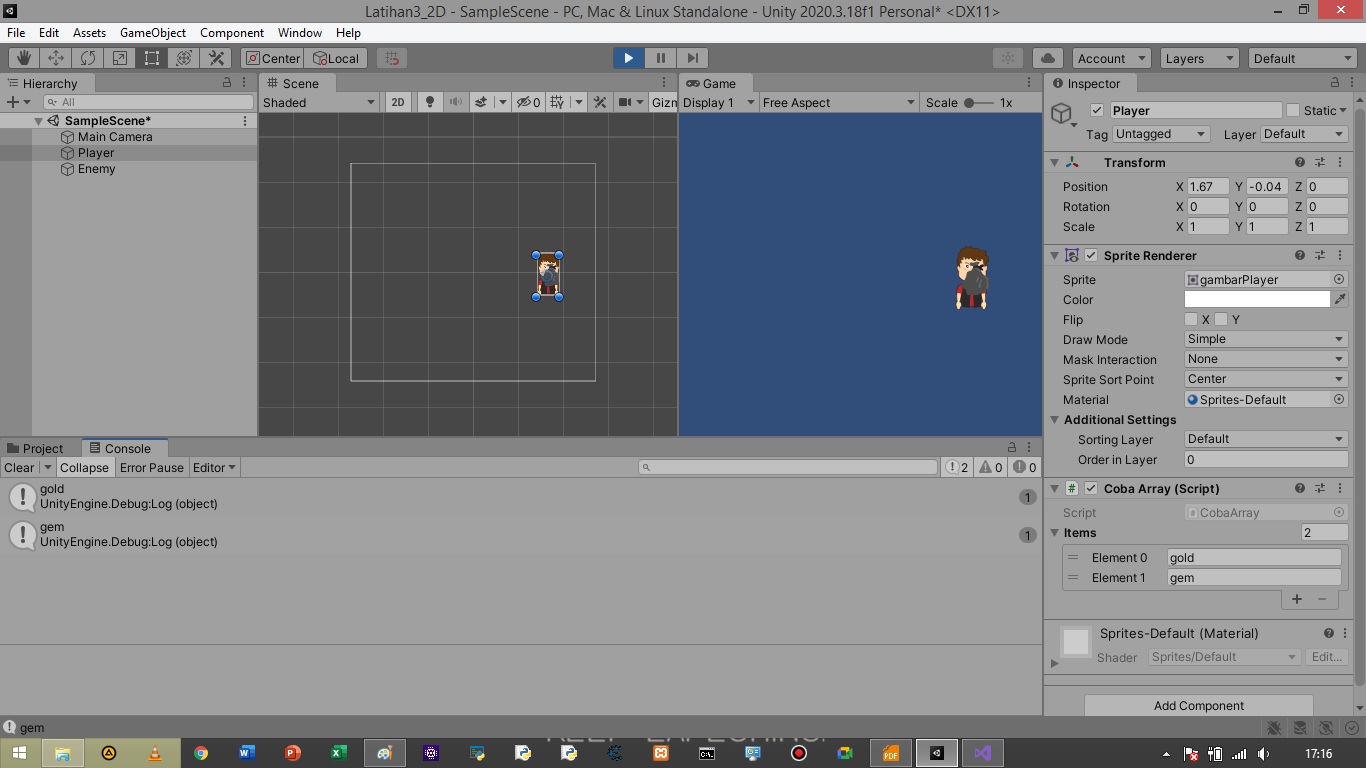 Latihan3_2D - SampleScene - PC, Mac & Linux Standalone - Unity 2020.3.18f1 Personal* <DX11>
File Edit Assets GameObject Component Window Help
Center Local Account Layers Default
Hierarchy
All
SampleScene*
Main Camera
Player
Enemy
Scene
Shaded 2D 0 Gizn
Game
Display 1 Free Aspect Scale 1x
Inspector
Player Static
Tag Untagged Layer Default
Transform
Position X 1.67 Y -0.04 Z 0
Rotation X 0 Y 0 Z 0
Scale X 1 Y 1 Z 1
Sprite Renderer
Sprite gambarPlayer
Color
Flip X Y
Draw Mode Simple
Mask Interaction None
Sprite Sort Point Center
Material Sprites-Default
Additional Settings
Sorting Layer Default
Order in Layer 0
Coba Array (Script)
Script CobaArray
Items 2
Element 0 gold
Element 1 gem
+ −
Sprites-Default (Material)
Shader Sprites/Default Edit...
Add Component
Project Console
Clear Collapse Error Pause Editor 2 0 0
gold
UnityEngine.Debug:Log (object) 1
gem
UnityEngine.Debug:Log (object) 1
gem
17:16